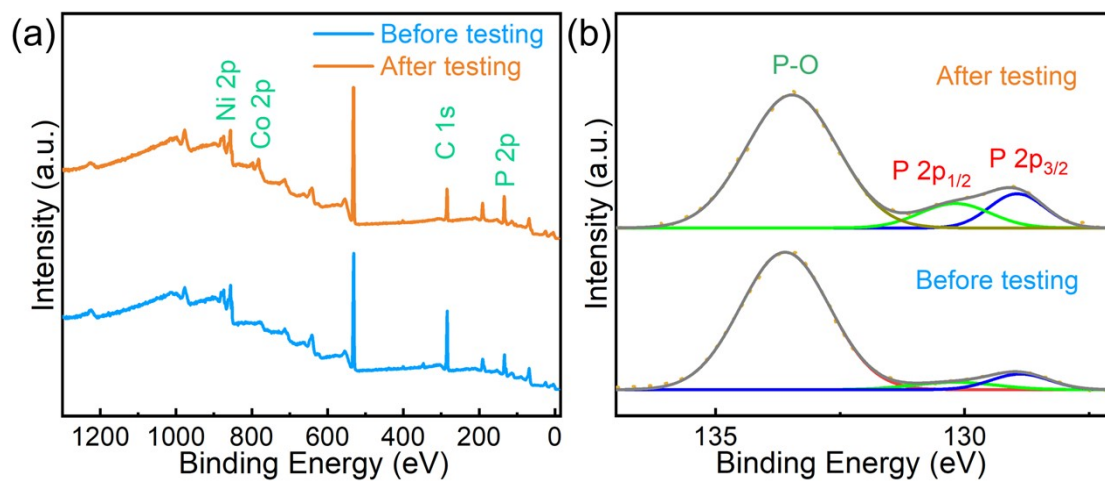 (a)
Before testing
After testing
Ni 2p
Co 2p
C 1s
P 2p
Intensity (a.u.)
1200 1000 800 600 400 200 0
Binding Energy (eV)
(b)
P-O
After testing
P 2p1/2
P 2p3/2
Before testing
Intensity (a.u.)
135 130
Binding Energy (eV)